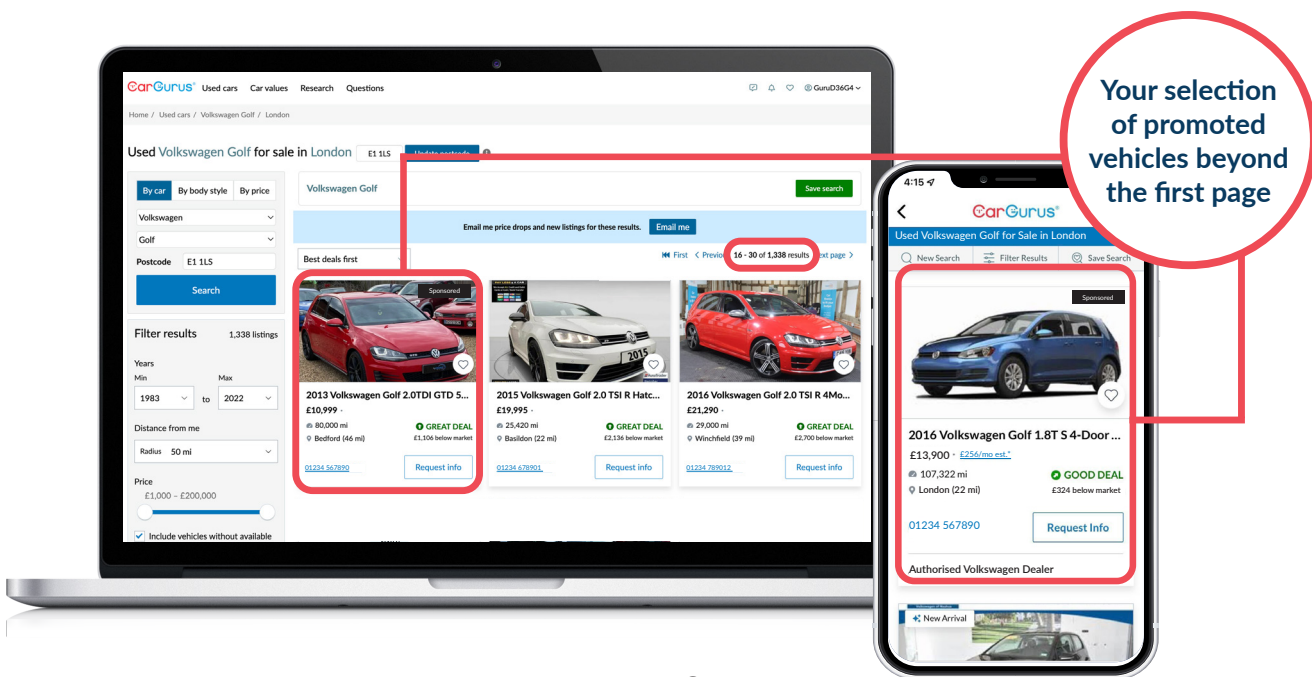 CarGurus Used cars Car values Research Questions GuruD36G4
Home / Used cars / Volkswagen Golf / London
Used Volkswagen Golf for sale in London E1 1LS Update postcode
By car By body style By price
Volkswagen
Golf
Postcode E1 1LS
Search
Filter results 1,338 listings
Years
Min Max
1983 to 2022
Distance from me
Radius 50 mi
Price
£1,000 – £200,000
Include vehicles without available
Volkswagen Golf Save search
Email me price drops and new listings for these results. Email me
Best deals first First Previous 16 - 30 of 1,338 results Next page
Sponsored
2013 Volkswagen Golf 2.0TDI GTD 5...
£10,999 ·
80,000 mi GREAT DEAL
Bedford (46 mi) £1,106 below market
01234 567890 Request info
2015
2015 Volkswagen Golf 2.0 TSI R Hatc...
£19,995 ·
25,420 mi GREAT DEAL
Basildon (22 mi) £2,136 below market
01234 678901 Request info
2016 Volkswagen Golf 2.0 TSI R 4Mo...
£21,290 ·
29,000 mi GREAT DEAL
Winchfield (39 mi) £2,700 below market
01234 789012 Request info
Your selection
of promoted
vehicles beyond
the first page
4:15
CarGurus
Used Volkswagen Golf for Sale in London
New Search Filter Results Save Search
Sponsored
2016 Volkswagen Golf 1.8T S 4-Door ...
£13,900 · £256/mo est.*
107,322 mi GOOD DEAL
London (22 mi) £324 below market
01234 567890 Request Info
Authorised Volkswagen Dealer
New Arrival